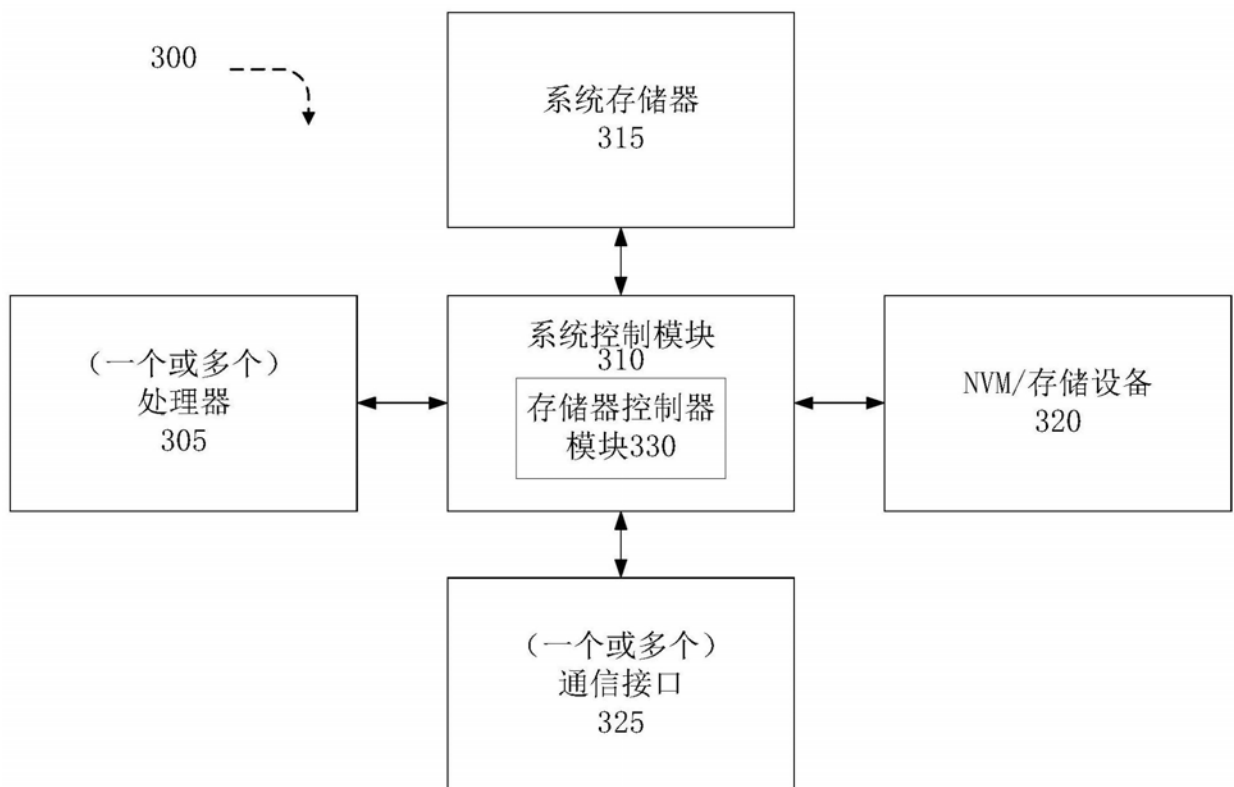 300
系统存储器
315
（一个或多个）
处理器
305
系统控制模块
310
存储器控制器
模块330
NVM/存储设备
320
（一个或多个）
通信接口
325